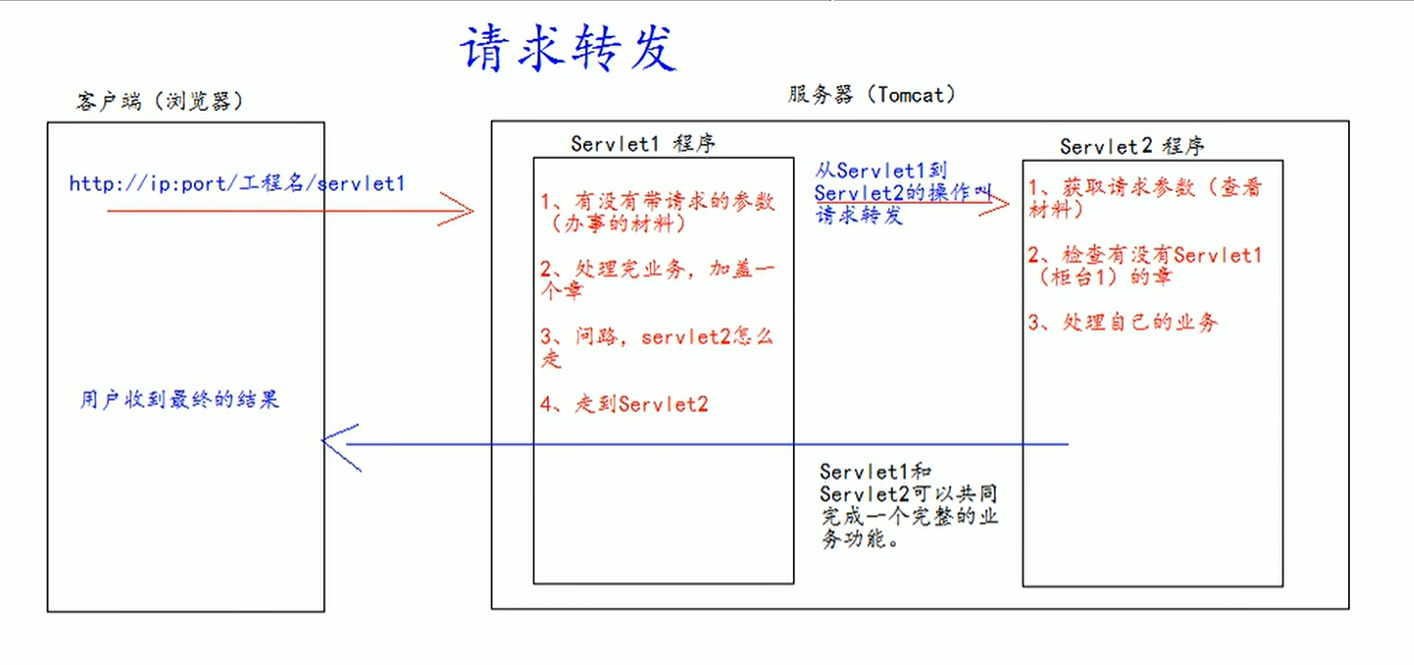 请求转发
客户端（浏览器）
服务器（Tomcat）
http://ip:port/工程名/servlet1
用户收到最终的结果
Servlet1 程序
1、有没有带请求的参数
（办事的材料）
2、处理完业务，加盖一
个章
3、问路，servlet2怎么
走
4、走到Servlet2
从Servlet1到
Servlet2的操作叫
请求转发
Servlet1和
Servlet2可以共同
完成一个完整的业
务功能。
Servlet2 程序
1、获取请求参数（查看
材料）
2、检查有没有Servlet1
（柜台1）的章
3、处理自己的业务